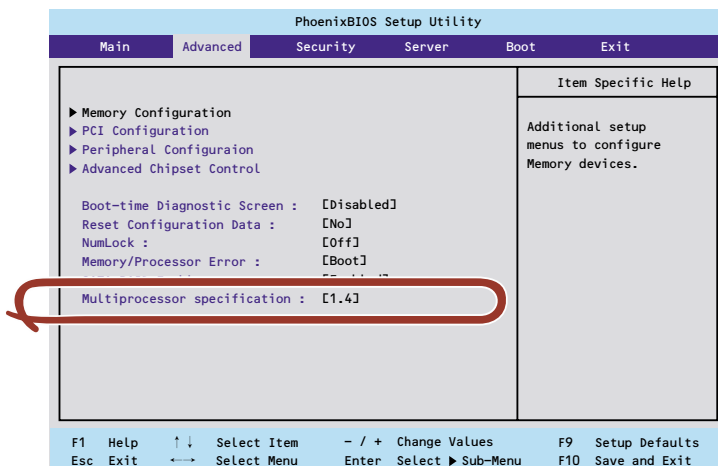 PhoenixBIOS Setup Utility
Main Advanced Security Server Boot Exit
Item Specific Help
▶ Memory Configuration
▶ PCI Configuration
▶ Peripheral Configuraion
▶ Advanced Chipset Control
Additional setup
menus to configure
Memory devices.
Boot-time Diagnostic Screen : [Disabled]
Reset Configuration Data : [No]
NumLock : [Off]
Memory/Processor Error : [Boot]
Multiprocessor specification : [1.4]
F1 Help ↑↓ Select Item - / + Change Values F9 Setup Defaults
Esc Exit ←→ Select Menu Enter Select ▶ Sub-Menu F10 Save and Exit